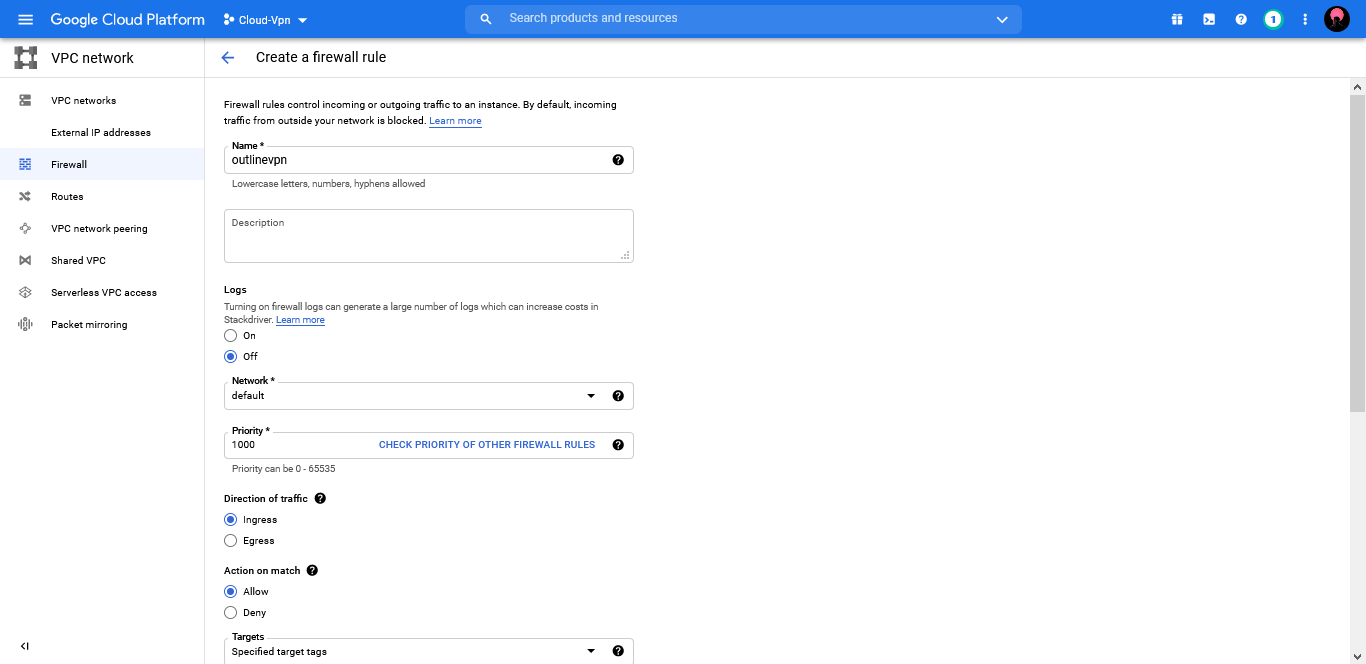 Google Cloud Platform
Cloud-Vpn
Search products and resources
1
VPC network
Create a firewall rule
VPC networks
External IP addresses
Firewall
Routes
VPC network peering
Shared VPC
Serverless VPC access
Packet mirroring
Firewall rules control incoming or outgoing traffic to an instance. By default, incoming
traffic from outside your network is blocked. Learn more
Name *
outlinevpn
Lowercase letters, numbers, hyphens allowed
Description
Logs
Turning on firewall logs can generate a large number of logs which can increase costs in
Stackdriver. Learn more
On
Off
Network *
default
Priority *
1000 CHECK PRIORITY OF OTHER FIREWALL RULES
Priority can be 0 - 65535
Direction of traffic
Ingress
Egress
Action on match
Allow
Deny
Targets
Specified target tags